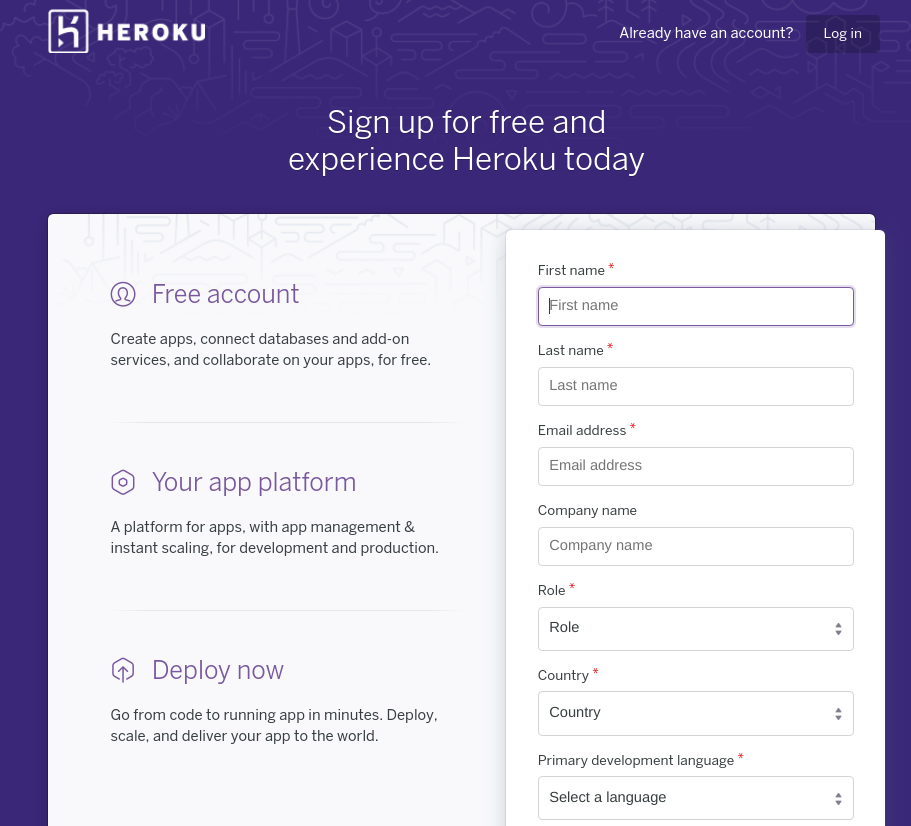 HEROKU
Already have an account?
Log in
Sign up for free and
experience Heroku today
Free account
Create apps, connect databases and add-on
services, and collaborate on your apps, for free.
Your app platform
A platform for apps, with app management &
instant scaling, for development and production.
Deploy now
Go from code to running app in minutes. Deploy,
scale, and deliver your app to the world.
First name *
First name
Last name *
Last name
Email address *
Email address
Company name
Company name
Role *
Role
Country *
Country
Primary development language *
Select a language